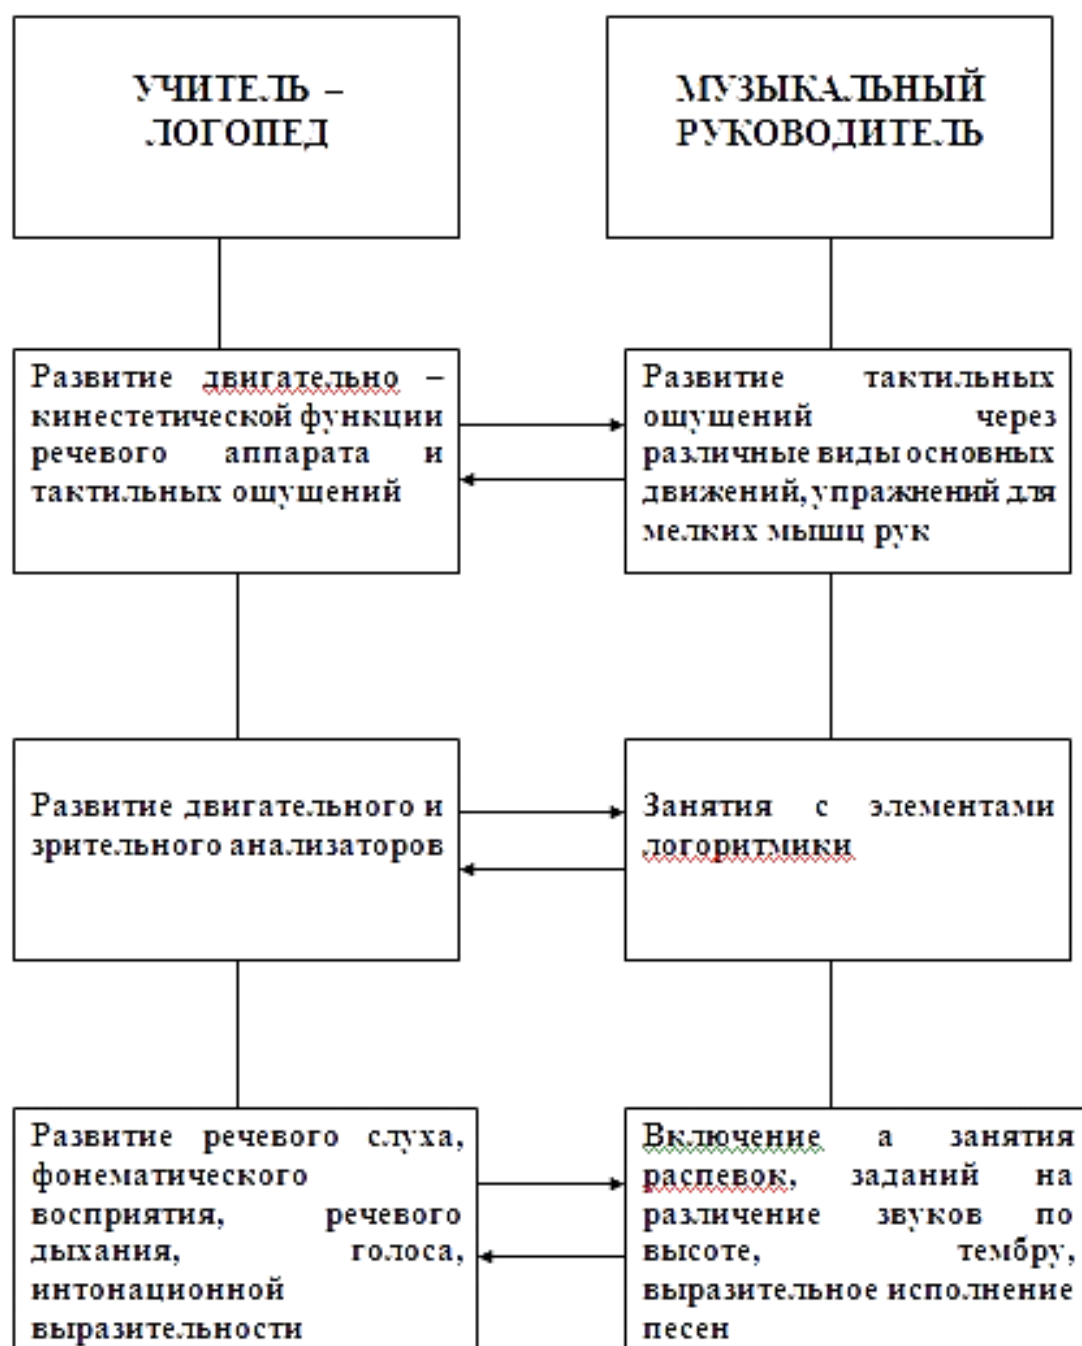 УЧИТЕЛЬ –
ЛОГОПЕД
МУЗЫКАЛЬНЫЙ
РУКОВОДИТЕЛЬ
Развитие двигательно –
кинестетической функции
речевого аппарата и
тактильных ощущений
Развитие тактильных
ощущений через
различные виды основных
движений, упражнений для
мелких мышц рук
Развитие двигательного и
зрительного анализаторов
Занятия с элементами
логоритмики
Развитие речевого слуха,
фонематического
восприятия, речевого
дыхания, голоса,
интонационной
выразительности
Включение а занятия
распевок, заданий на
различение звуков по
высоте, тембру,
выразительное исполнение
песен